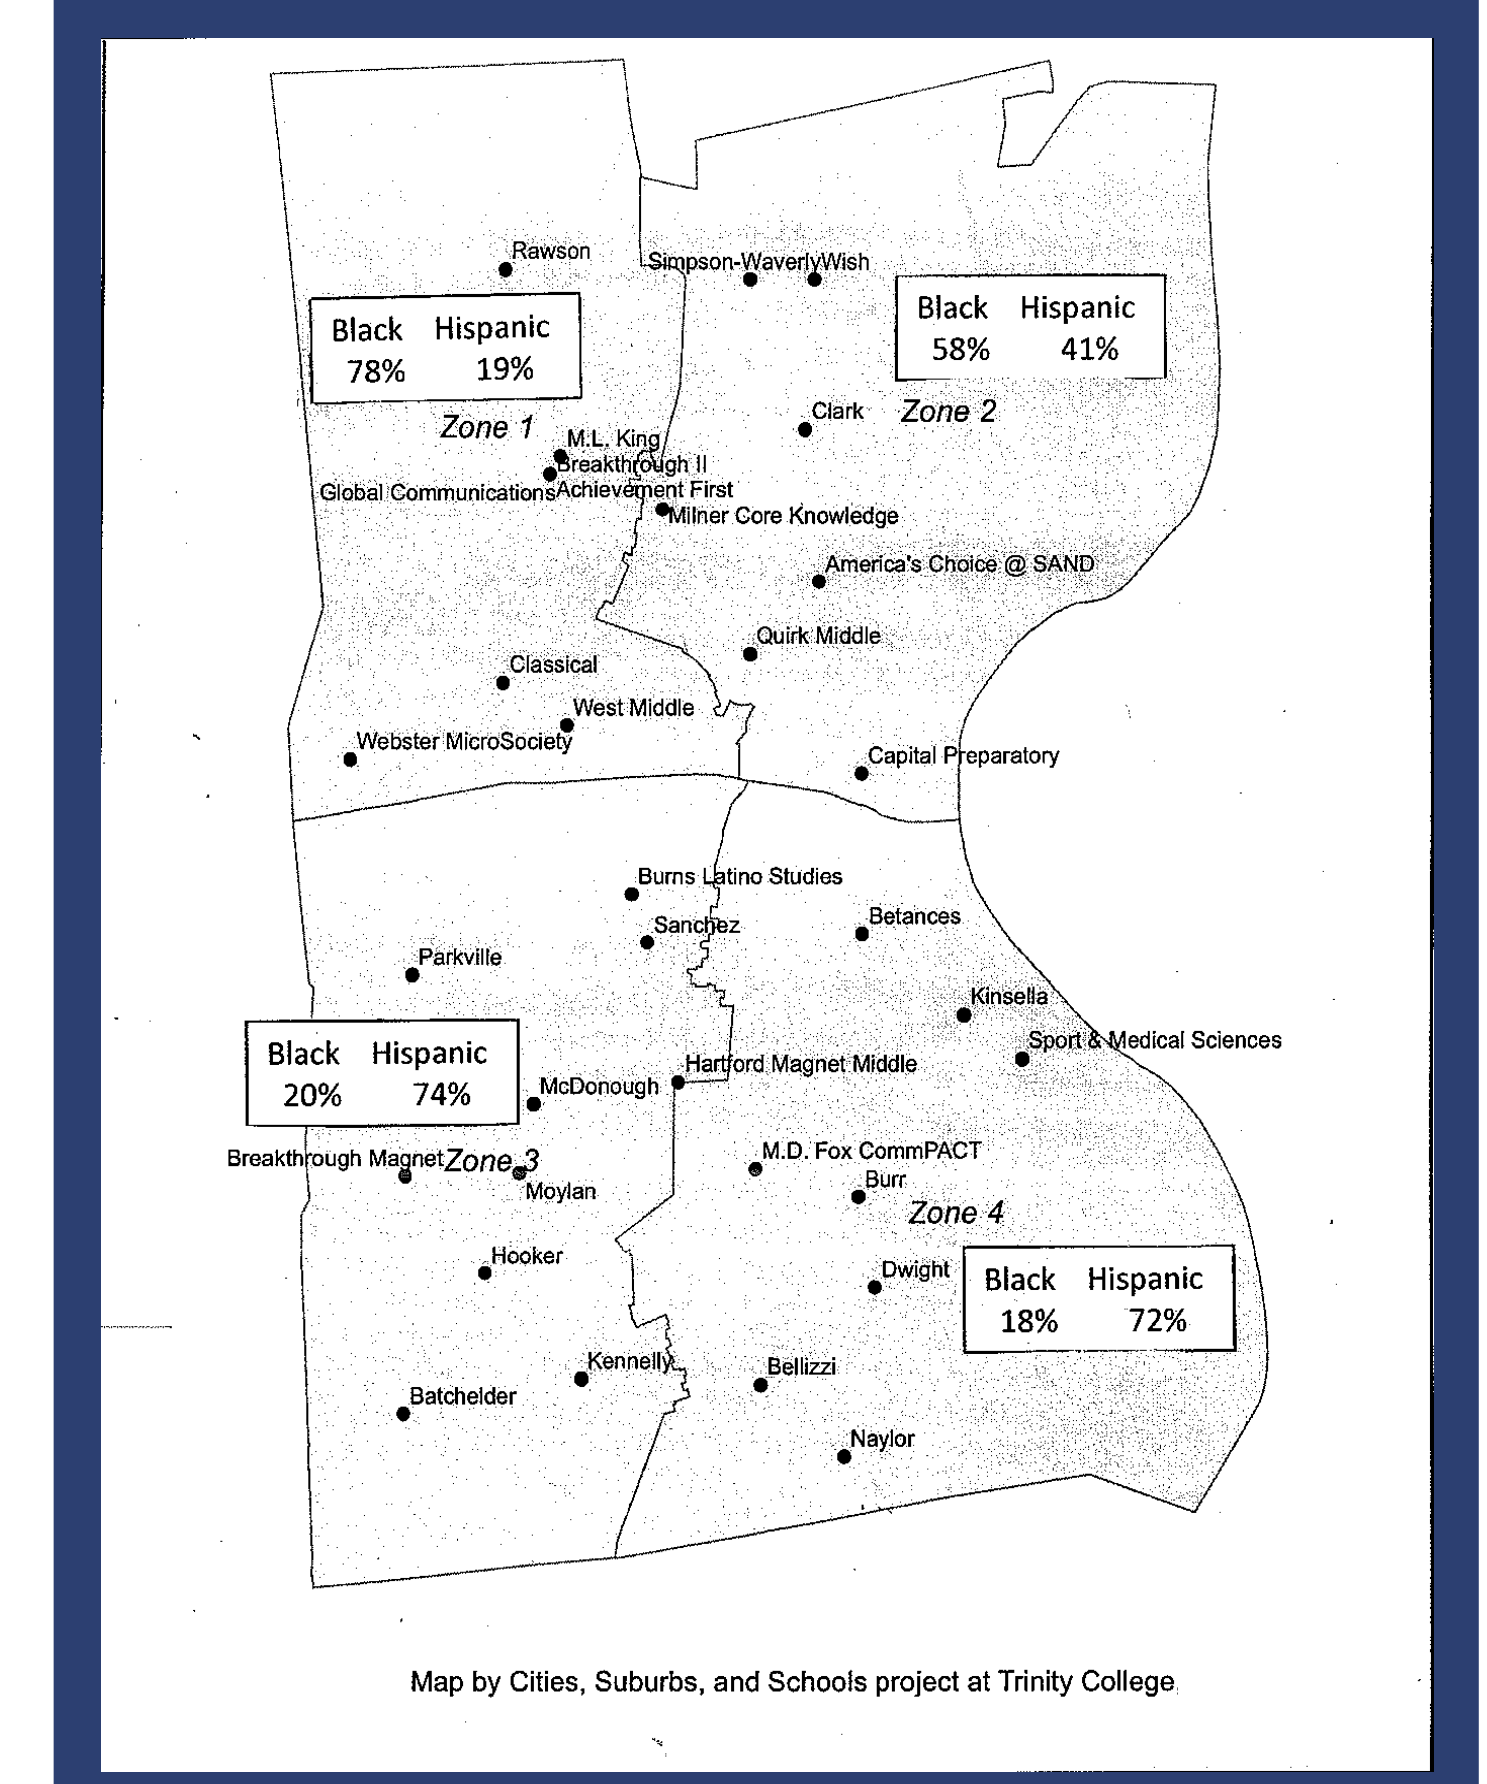 Rawson
Simpson-Waverly
Wish
Black Hispanic
78% 19%
Zone 1
Black Hispanic
58% 41%
Zone 2
Clark
M.L. King
Breakthrough II
Global Communications
Achievement First
Milner Core Knowledge
America's Choice @ SAND
Quirk Middle
Classical
West Middle
Webster MicroSociety
Capital Preparatory
Burns Latino Studies
Sanchez
Betances
Parkville
Kinsella
Sport & Medical Sciences
Black Hispanic
20% 74%
Hartford Magnet Middle
McDonough
Breakthrough Magnet
Zone 3
Moylan
M.D. Fox CommPACT
Burr
Zone 4
Hooker
Dwight
Black Hispanic
18% 72%
Kennelly
Bellizzi
Batchelder
Naylor
Map by Cities, Suburbs, and Schools project at Trinity College